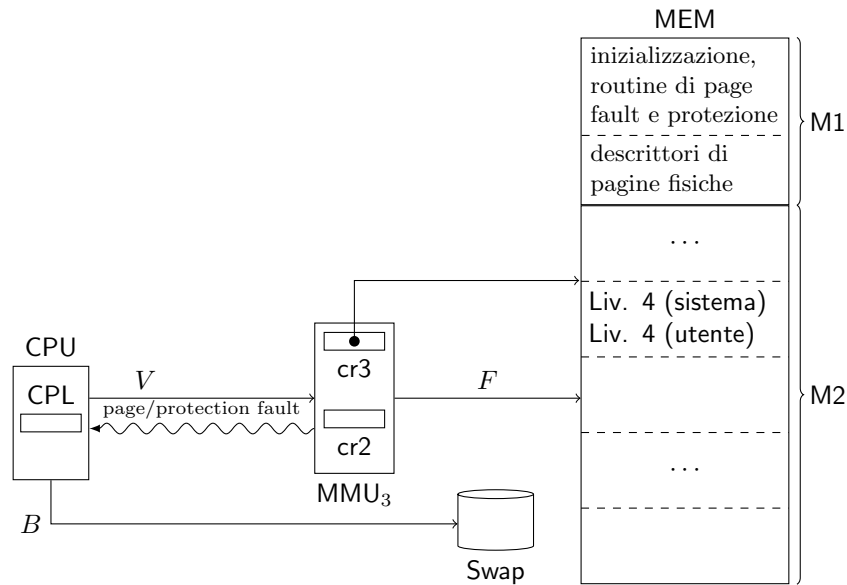 MEM
inizializzazione,
routine di page
fault e protezione
M1
descrittori di
pagine fisiche
...
Liv. 4 (sistema)
Liv. 4 (utente)
CPU
CPL
V
page/protection fault
cr3
cr2
MMU₃
F
M2
...
B
Swap